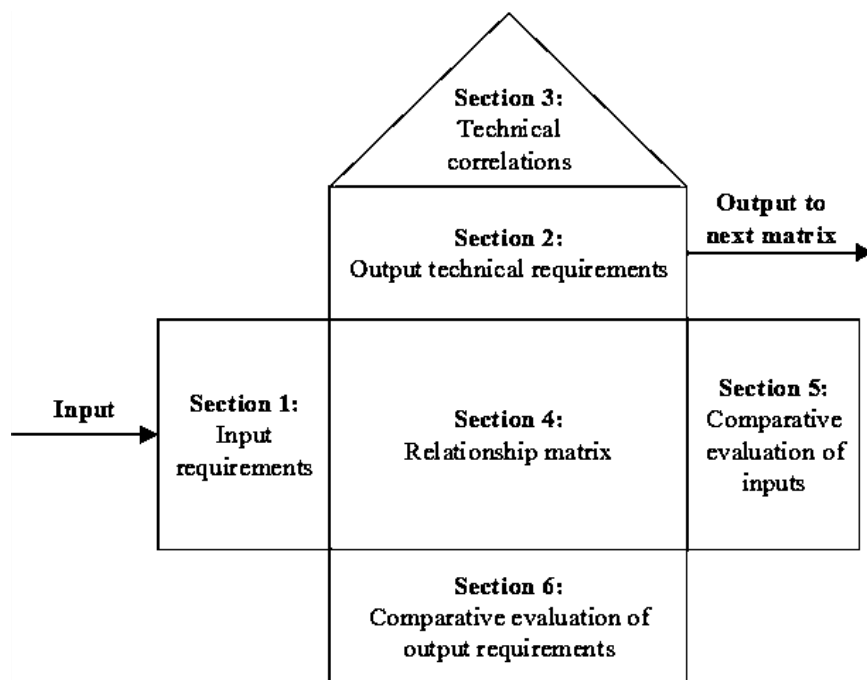 Section 3:
Technical
correlations
Output to
next matrix
Section 2:
Output technical requirements
Input
Section 1:
Input
requirements
Section 4:
Relationship matrix
Section 5:
Comparative
evaluation of
inputs
Section 6:
Comparative evaluation of
output requirements